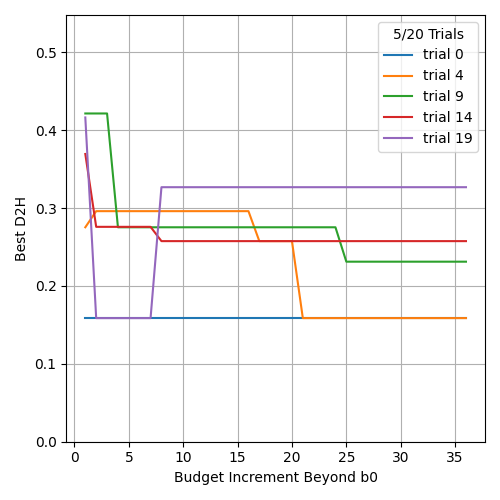 5/20 Trials
trial 0
trial 4
trial 9
trial 14
trial 19
0.5
0.4
0.3
0.2
0.1
0.0
Best D2H
0 5 10 15 20 25 30 35
Budget Increment Beyond b0